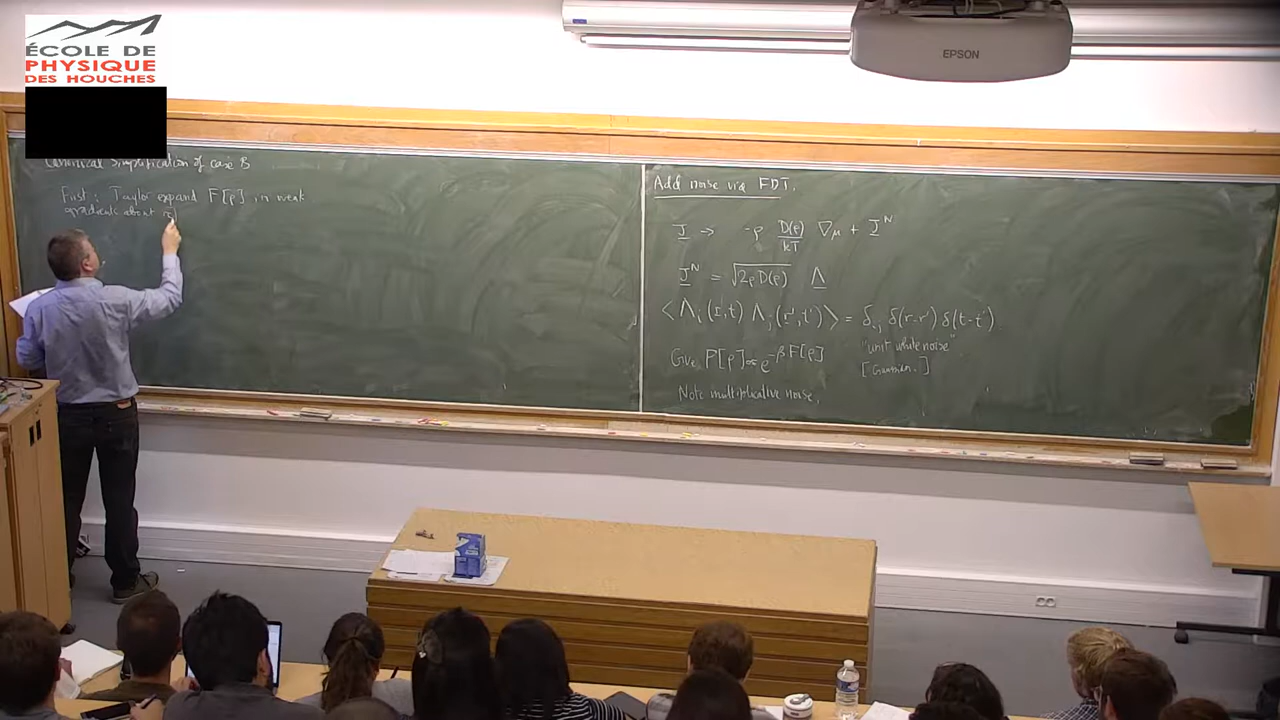 ÉCOLE DE
PHYSIQUE
DES HOUCHES
EPSON
Canonical Simplification of case B
First: Taylor expand F[ρ] in weak
gradients about
Add noise via FDT.
J → -ρ D(ρ)/kT ∇μ + J^N
J^N = √2ρD(ρ) Λ
⟨Λ_i(r,t) Λ_j(r',t')⟩ = δ_ij δ(r-r') δ(t-t')
"unit white noise"
Give P[ρ] ∝ e^-βF[ρ]
[Gaussian.]
Note multiplicative noise.